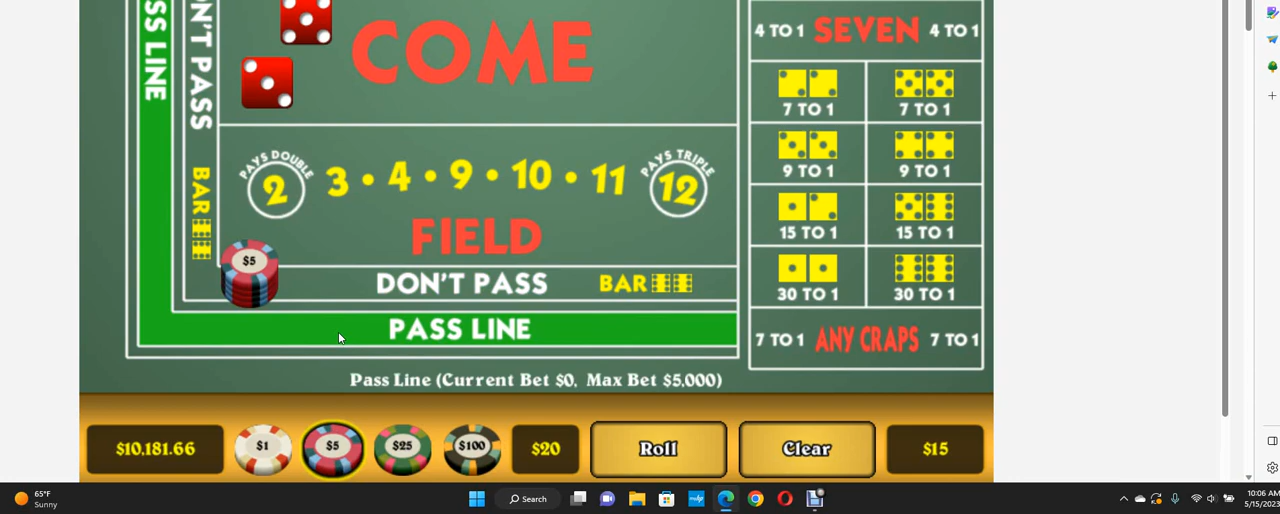 PASS LINE
DON'T PASS
BAR
COME
4 TO 1 SEVEN 4 TO 1
7 TO 1 7 TO 1
9 TO 1 9 TO 1
15 TO 1 15 TO 1
30 TO 1 30 TO 1
7 TO 1 ANY CRAPS 7 TO 1
PAYS DOUBLE
2
3 • 4 • 9 • 10 • 11
PAYS TRIPLE
12
FIELD
$5
DON'T PASS BAR
PASS LINE
Pass Line (Current Bet $0, Max Bet $5,000)
$10,181.66 $1 $5 $25 $100 $20 Roll Clear $15
65°F
Sunny
Search
10:06 AM
5/15/2023